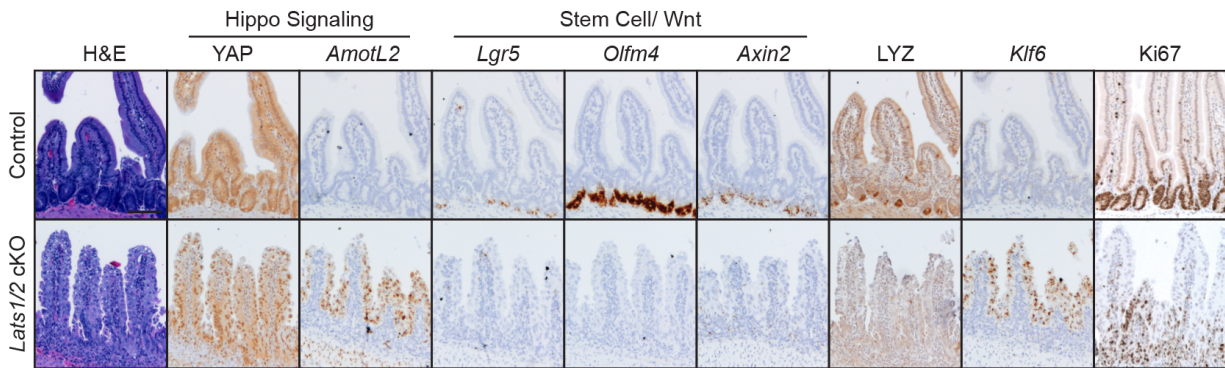 Hippo Signaling
Stem Cell/ Wnt
H&E
YAP
AmotL2
Lgr5
Olfm4
Axin2
LYZ
Klf6
Ki67
Control
Lats1/2 cKO